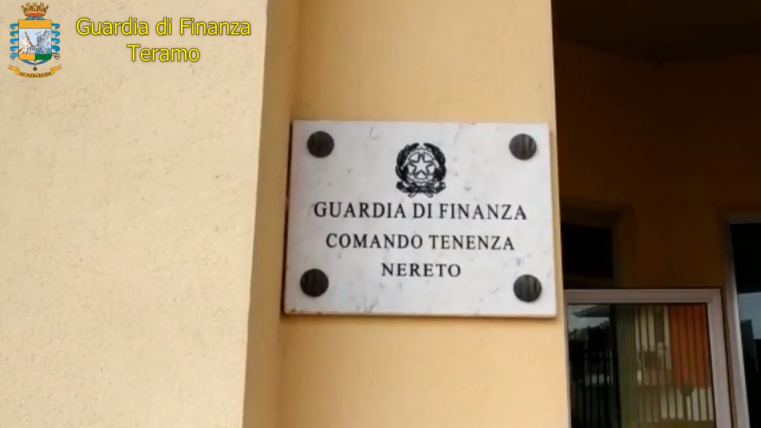 Guardia di Finanza
Teramo
GUARDIA DI FINANZA
COMANDO TENENZA
NERETO